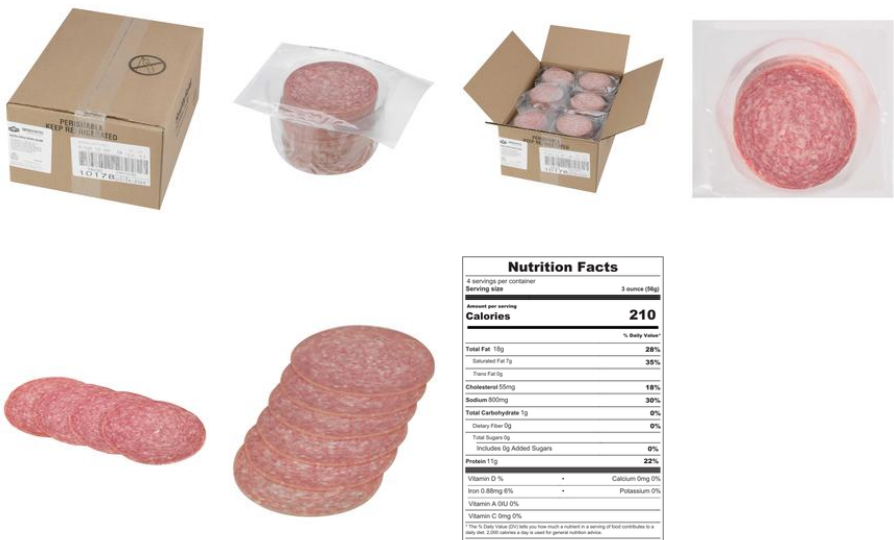 PERISHABLE
KEEP REFRIGERATED
10178
PERISHABLE
KEEP REFRIGERATED
10178
Nutrition Facts
4 servings per container
Serving size 3 ounce (56g)
Amount per serving
Calories 210
% Daily Value*
Total Fat 18g 28%
Saturated Fat 7g 35%
Trans Fat 0g
Cholesterol 55mg 18%
Sodium 800mg 30%
Total Carbohydrate 1g 0%
Dietary Fiber 0g 0%
Total Sugars 0g
Includes 0g Added Sugars 0%
Protein 11g 22%
Vitamin D % • Calcium 0mg 0%
Iron 0.88mg 6% • Potassium 0%
Vitamin A 0IU 0%
Vitamin C 0mg 0%
* The % Daily Value (DV) tells you how much a nutrient in a serving of food contributes to a
daily diet. 2,000 calories a day is used for general nutrition advice.